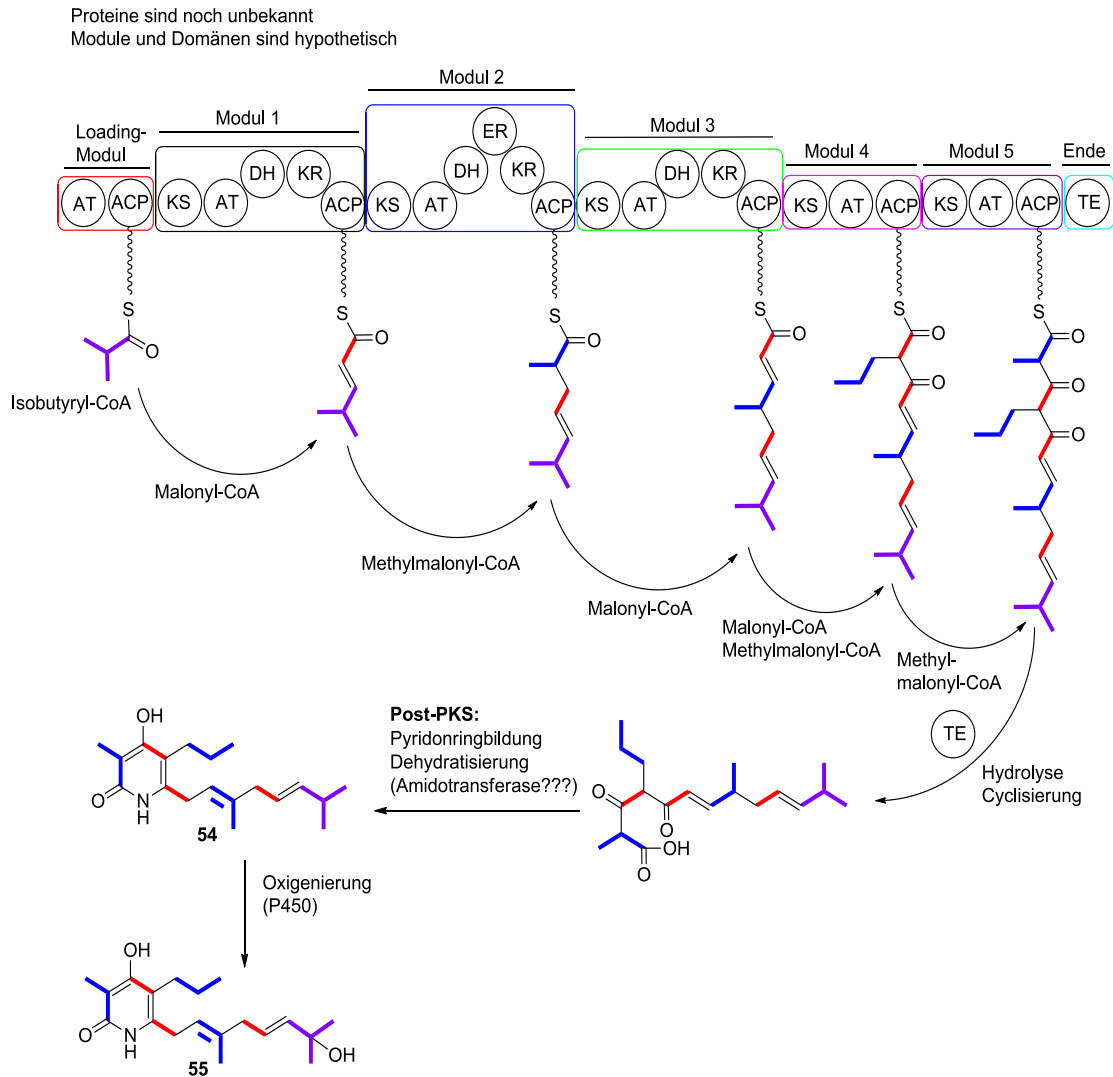 Proteine sind noch unbekannt
Module und Domänen sind hypothetisch
Loading-
Modul
Modul 1
Modul 2
Modul 3
Modul 4
Modul 5
Ende
AT
ACP
KS
AT
DH
KR
ACP
KS
AT
DH
ER
KR
ACP
KS
AT
DH
KR
ACP
KS
AT
ACP
KS
AT
ACP
TE
S
O
Isobutyryl-CoA
S
O
S
O
S
O
S
O
O
S
O
O
O
Malonyl-CoA
Methylmalonyl-CoA
Malonyl-CoA
Malonyl-CoA
Methylmalonyl-CoA
Methyl-
malonyl-CoA
TE
Hydrolyse
Cyclisierung
O
O
OH
O
Post-PKS:
Pyridonringbildung
Dehydratisierung
(Amidotransferase???)
OH
O
N
H
54
Oxigenierung
(P450)
OH
O
N
H
OH
55